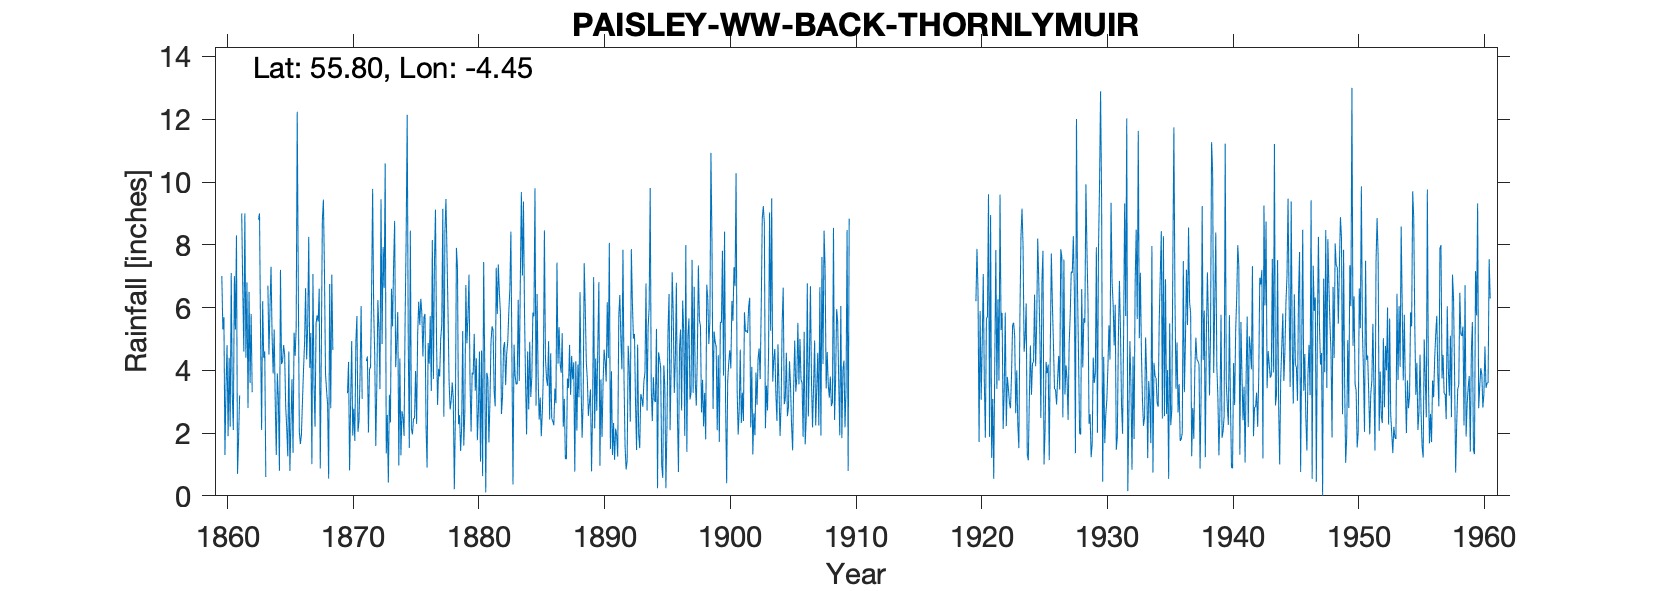 PAISLEY-WW-BACK-THORNLYMUIR
Lat: 55.80, Lon: -4.45
14
12
10
8
6
4
2
0
Rainfall [inches]
1860 1870 1880 1890 1900 1910 1920 1930 1940 1950 1960
Year